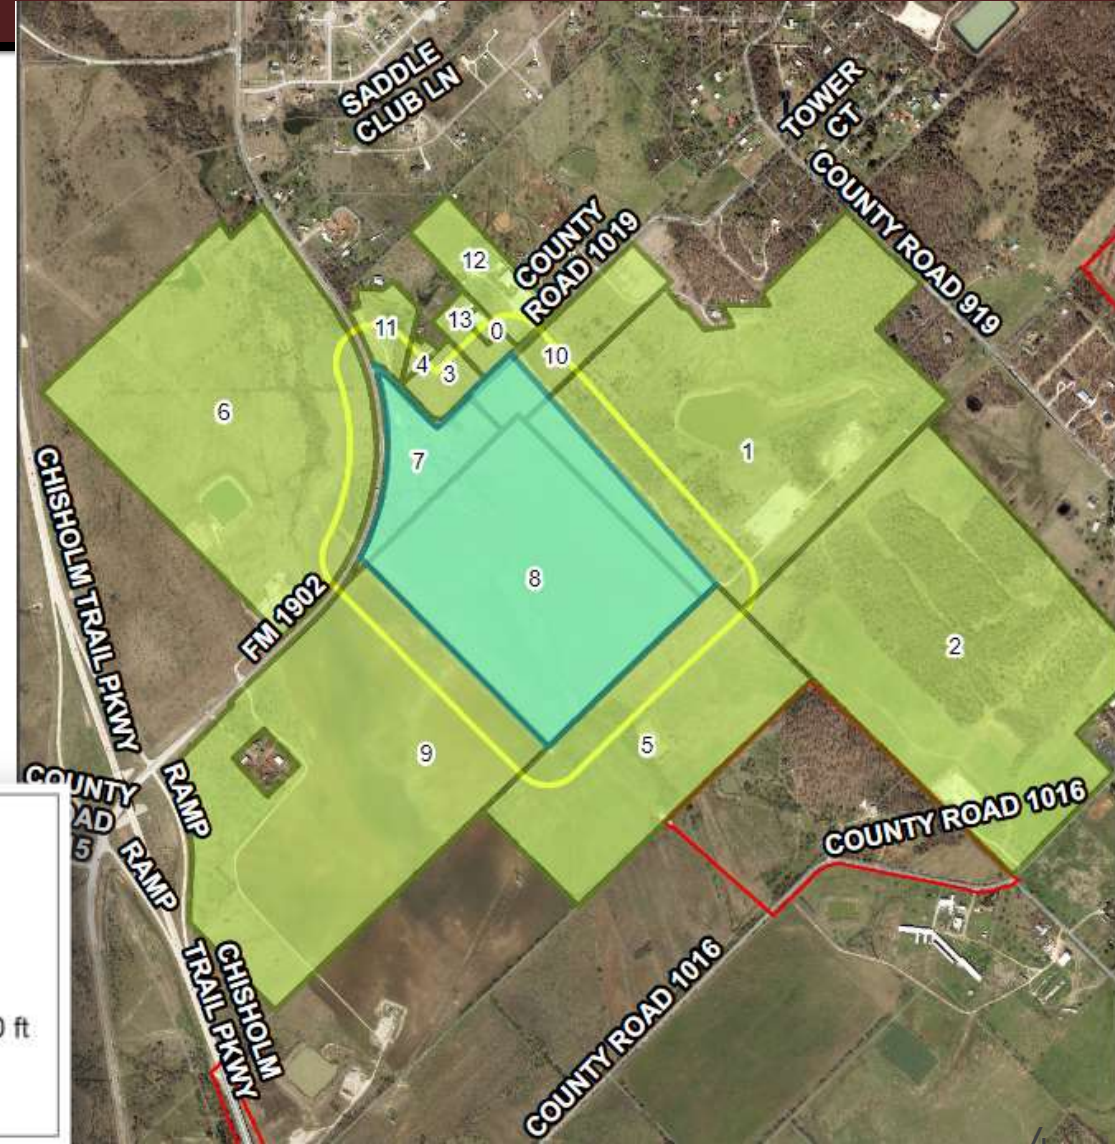 SADDLE
CLUB LN
TOWER
CT
COUNTY ROAD 919
COUNTY
ROAD 1019
12
13
0
11
10
4
3
6
7
1
8
2
CHISHOLM TRAIL PKWY
FM 1902
9
5
COUNTY
RAMP
RAMP
COUNTY ROAD 1016
CHISHOLM
TRAIL PKWY
COUNTY ROAD 1016
ft